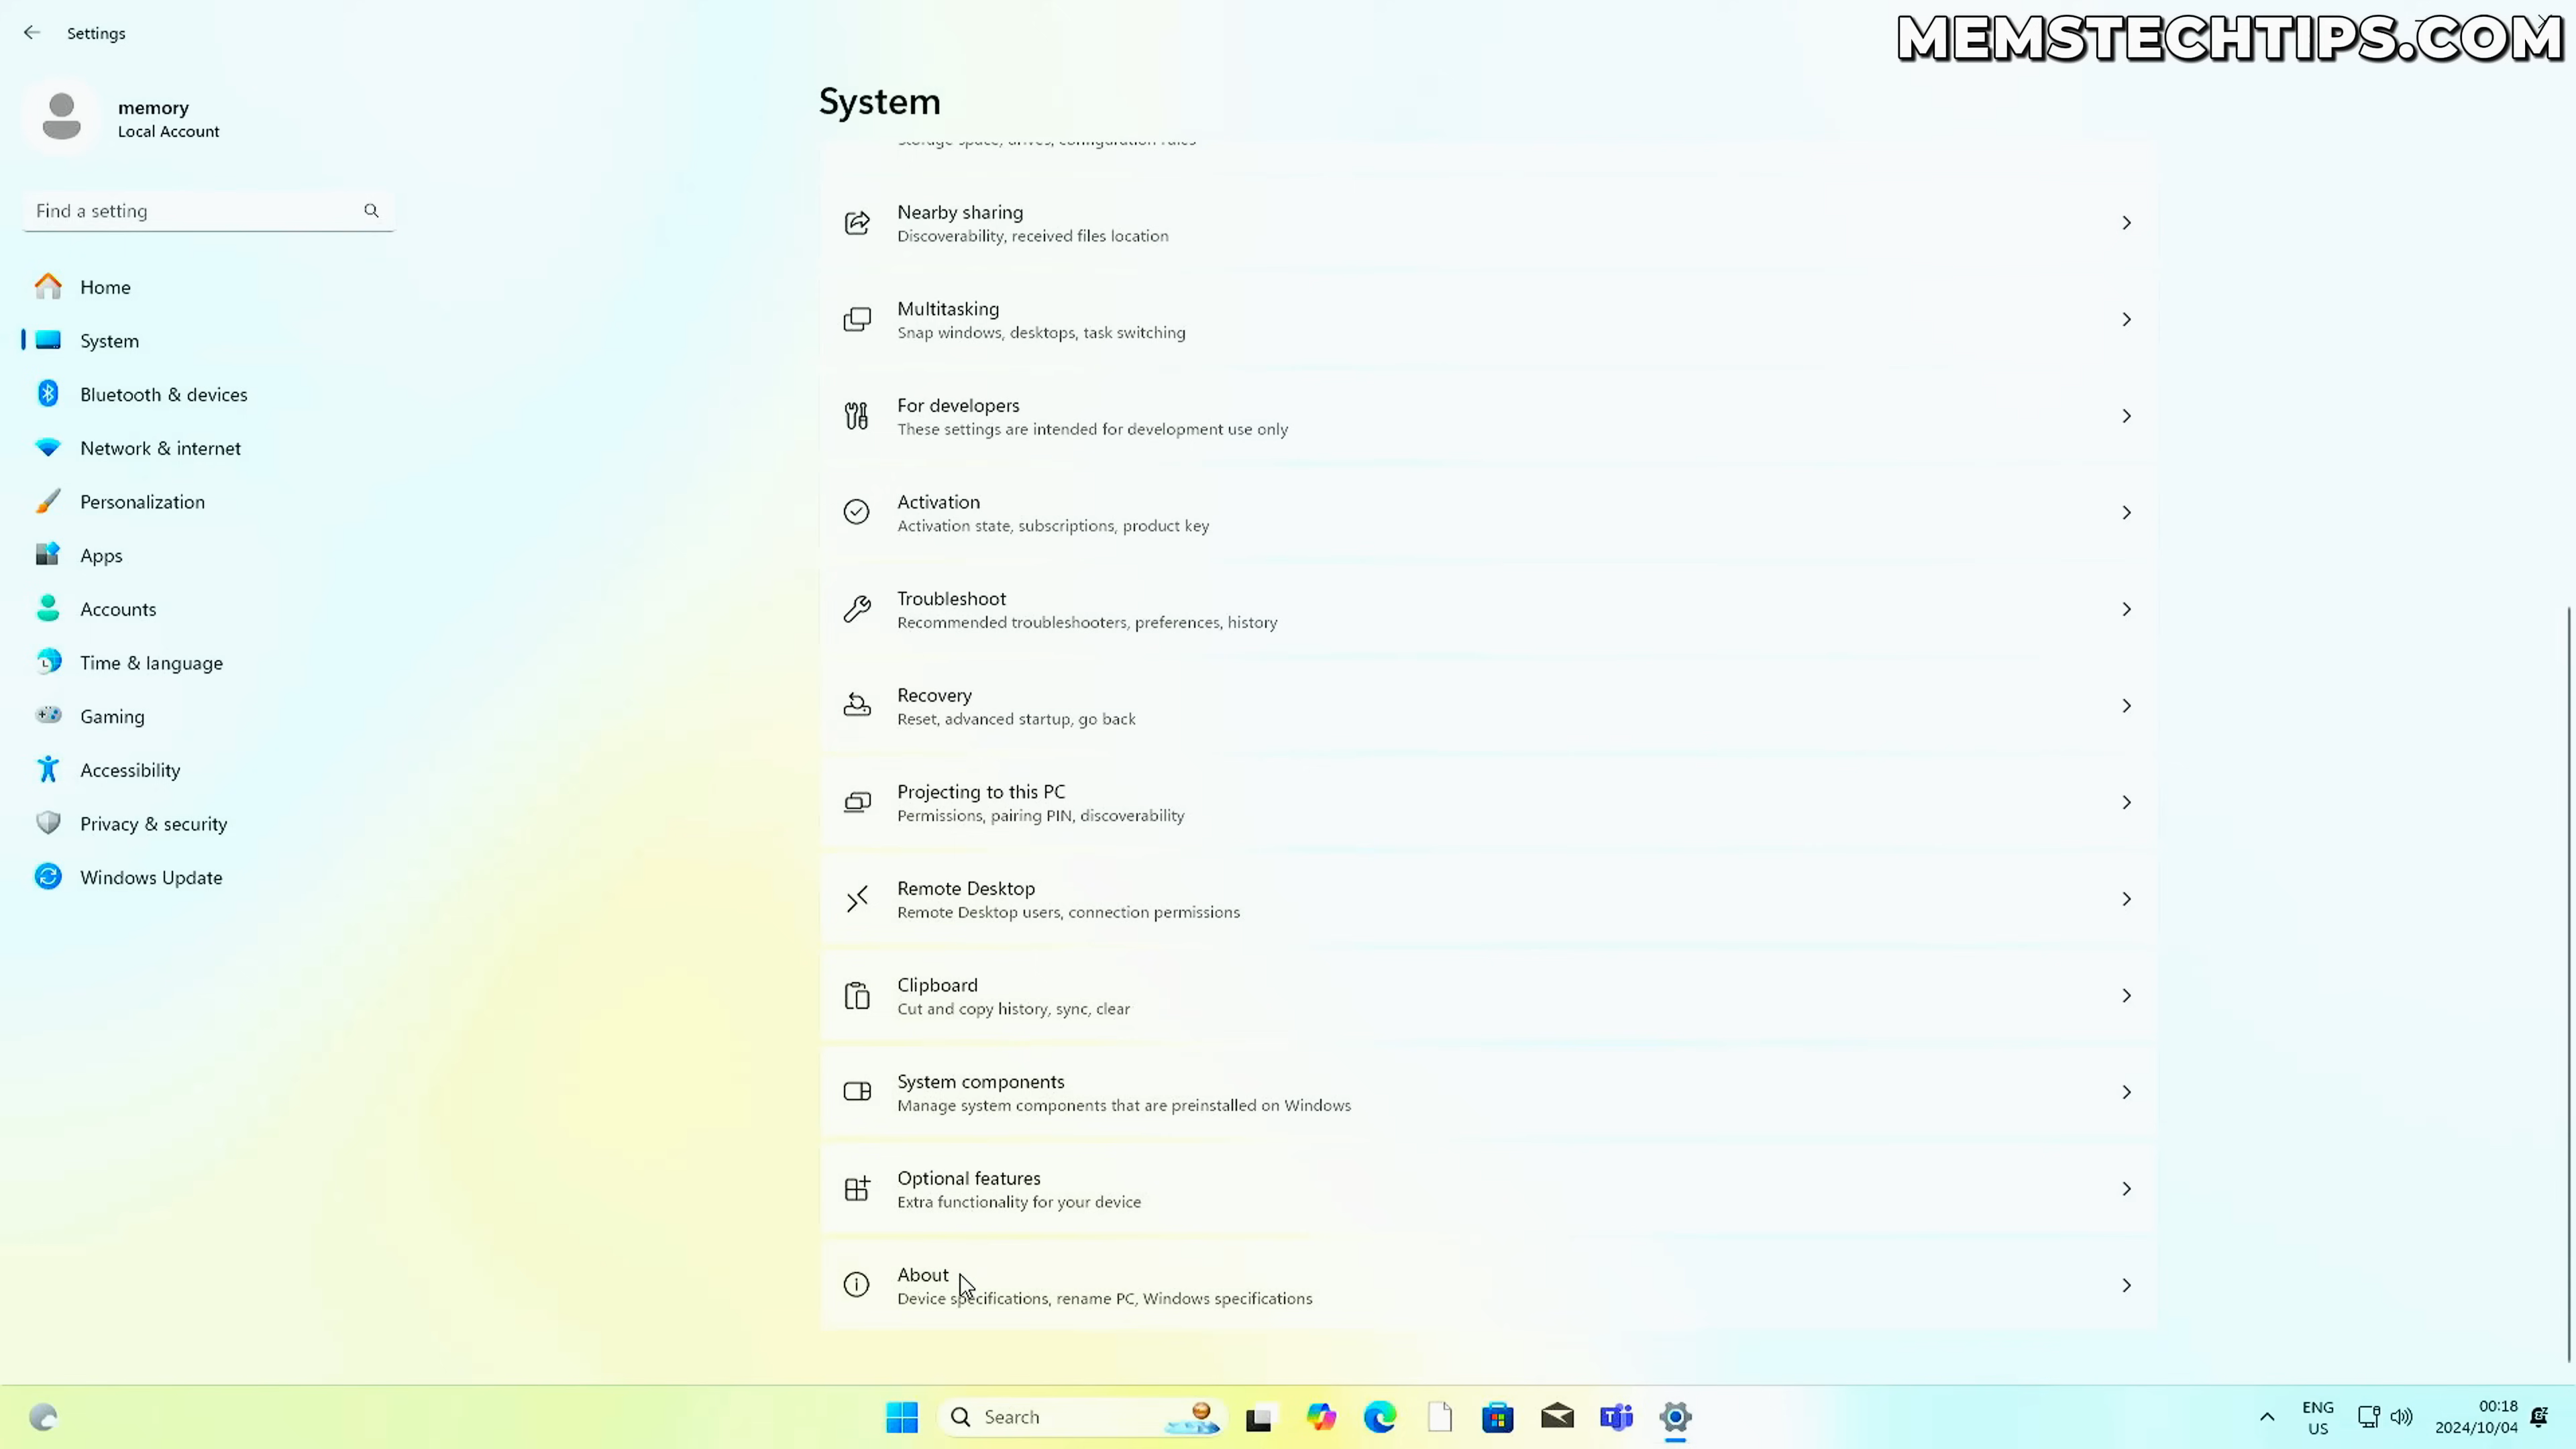 MEMSTECHTIPS.COM
Settings
memory
Local Account
Find a setting
Home
System
Bluetooth & devices
Network & internet
Personalization
Apps
Accounts
Time & language
Gaming
Accessibility
Privacy & security
Windows Update
System
Storage space, drives, configuration rules
Nearby sharing
Discoverability, received files location
Multitasking
Snap windows, desktops, task switching
For developers
These settings are intended for development use only
Activation
Activation state, subscriptions, product key
Troubleshoot
Recommended troubleshooters, preferences, history
Recovery
Reset, advanced startup, go back
Projecting to this PC
Permissions, pairing PIN, discoverability
Remote Desktop
Remote Desktop users, connection permissions
Clipboard
Cut and copy history, sync, clear
System components
Manage system components that are preinstalled on Windows
Optional features
Extra functionality for your device
About
Device specifications, rename PC, Windows specifications
Search
ENG
US
00:18
2024/10/04